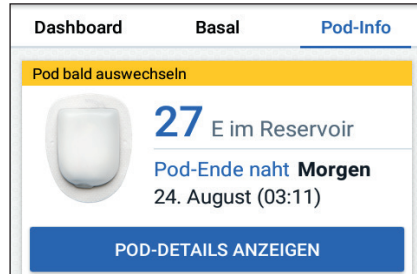 Dashboard Basal Pod-Info
Pod bald auswechseln
27 E im Reservoir
Pod-Ende naht Morgen
24. August (03:11)
POD-DETAILS ANZEIGEN